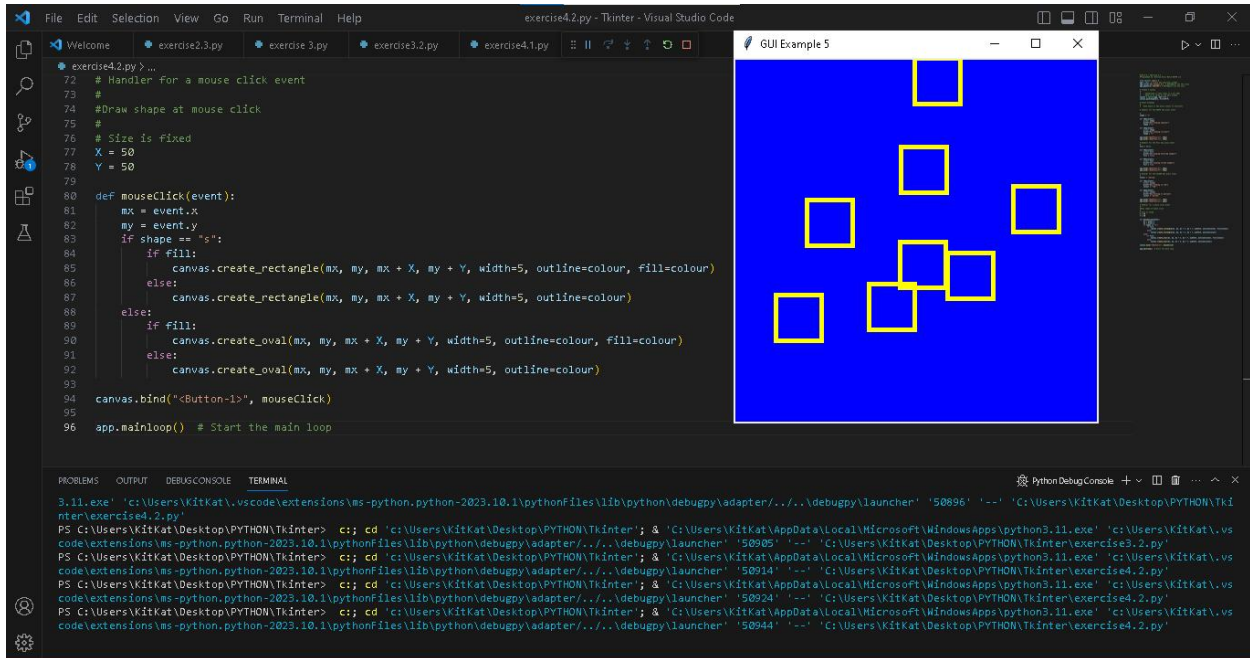 File Edit Selection View Go Run Terminal Help exercise4.2.py - Tkinter - Visual Studio Code
Welcome exercise2.3.py exercise 3.py exercise3.2.py exercise4.1.py
GUI Example 5
exercise4.2.py > ...
72 # Handler for a mouse click event
73 #
74 #Draw shape at mouse click
75 #
76 # Size is fixed
77 X = 50
78 Y = 50
79
80 def mouseClick(event):
81 mx = event.x
82 my = event.y
83 if shape == "s":
84 if fill:
85 canvas.create_rectangle(mx, my, mx + X, my + Y, width=5, outline=colour, fill=colour)
86 else:
87 canvas.create_rectangle(mx, my, mx + X, my + Y, width=5, outline=colour)
88 else:
89 if fill:
90 canvas.create_oval(mx, my, mx + X, my + Y, width=5, outline=colour, fill=colour)
91 else:
92 canvas.create_oval(mx, my, mx + X, my + Y, width=5, outline=colour)
93
94 canvas.bind("<Button-1>", mouseClick)
95
96 app.mainloop() # Start the main loop
PROBLEMS OUTPUT DEBUG CONSOLE TERMINAL Python Debug Console
3.11.exe' 'c:\Users\KitKat\.vscode\extensions\ms-python.python-2023.10.1\pythonFiles\lib\python\debugpy\adapter/../..\debugpy\launcher' '50896' '--' 'C:\Users\KitKat\Desktop\PYTHON\Tki
nter\exercise4.2.py'
PS C:\Users\KitKat\Desktop\PYTHON\Tkinter> c:; cd 'c:\Users\KitKat\Desktop\PYTHON\Tkinter'; & 'C:\Users\KitKat\AppData\Local\Microsoft\WindowsApps\python3.11.exe' 'c:\Users\KitKat\.vs
code\extensions\ms-python.python-2023.10.1\pythonFiles\lib\python\debugpy\adapter/../..\debugpy\launcher' '50905' '--' 'C:\Users\KitKat\Desktop\PYTHON\Tkinter\exercise3.2.py'
PS C:\Users\KitKat\Desktop\PYTHON\Tkinter> c:; cd 'c:\Users\KitKat\Desktop\PYTHON\Tkinter'; & 'C:\Users\KitKat\AppData\Local\Microsoft\WindowsApps\python3.11.exe' 'c:\Users\KitKat\.vs
code\extensions\ms-python.python-2023.10.1\pythonFiles\lib\python\debugpy\adapter/../..\debugpy\launcher' '50914' '--' 'C:\Users\KitKat\Desktop\PYTHON\Tkinter\exercise4.2.py'
PS C:\Users\KitKat\Desktop\PYTHON\Tkinter> c:; cd 'c:\Users\KitKat\Desktop\PYTHON\Tkinter'; & 'C:\Users\KitKat\AppData\Local\Microsoft\WindowsApps\python3.11.exe' 'c:\Users\KitKat\.vs
code\extensions\ms-python.python-2023.10.1\pythonFiles\lib\python\debugpy\adapter/../..\debugpy\launcher' '50924' '--' 'C:\Users\KitKat\Desktop\PYTHON\Tkinter\exercise4.2.py'
PS C:\Users\KitKat\Desktop\PYTHON\Tkinter> c:; cd 'c:\Users\KitKat\Desktop\PYTHON\Tkinter'; & 'C:\Users\KitKat\AppData\Local\Microsoft\WindowsApps\python3.11.exe' 'c:\Users\KitKat\.vs
code\extensions\ms-python.python-2023.10.1\pythonFiles\lib\python\debugpy\adapter/../..\debugpy\launcher' '50944' '--' 'C:\Users\KitKat\Desktop\PYTHON\Tkinter\exercise4.2.py'